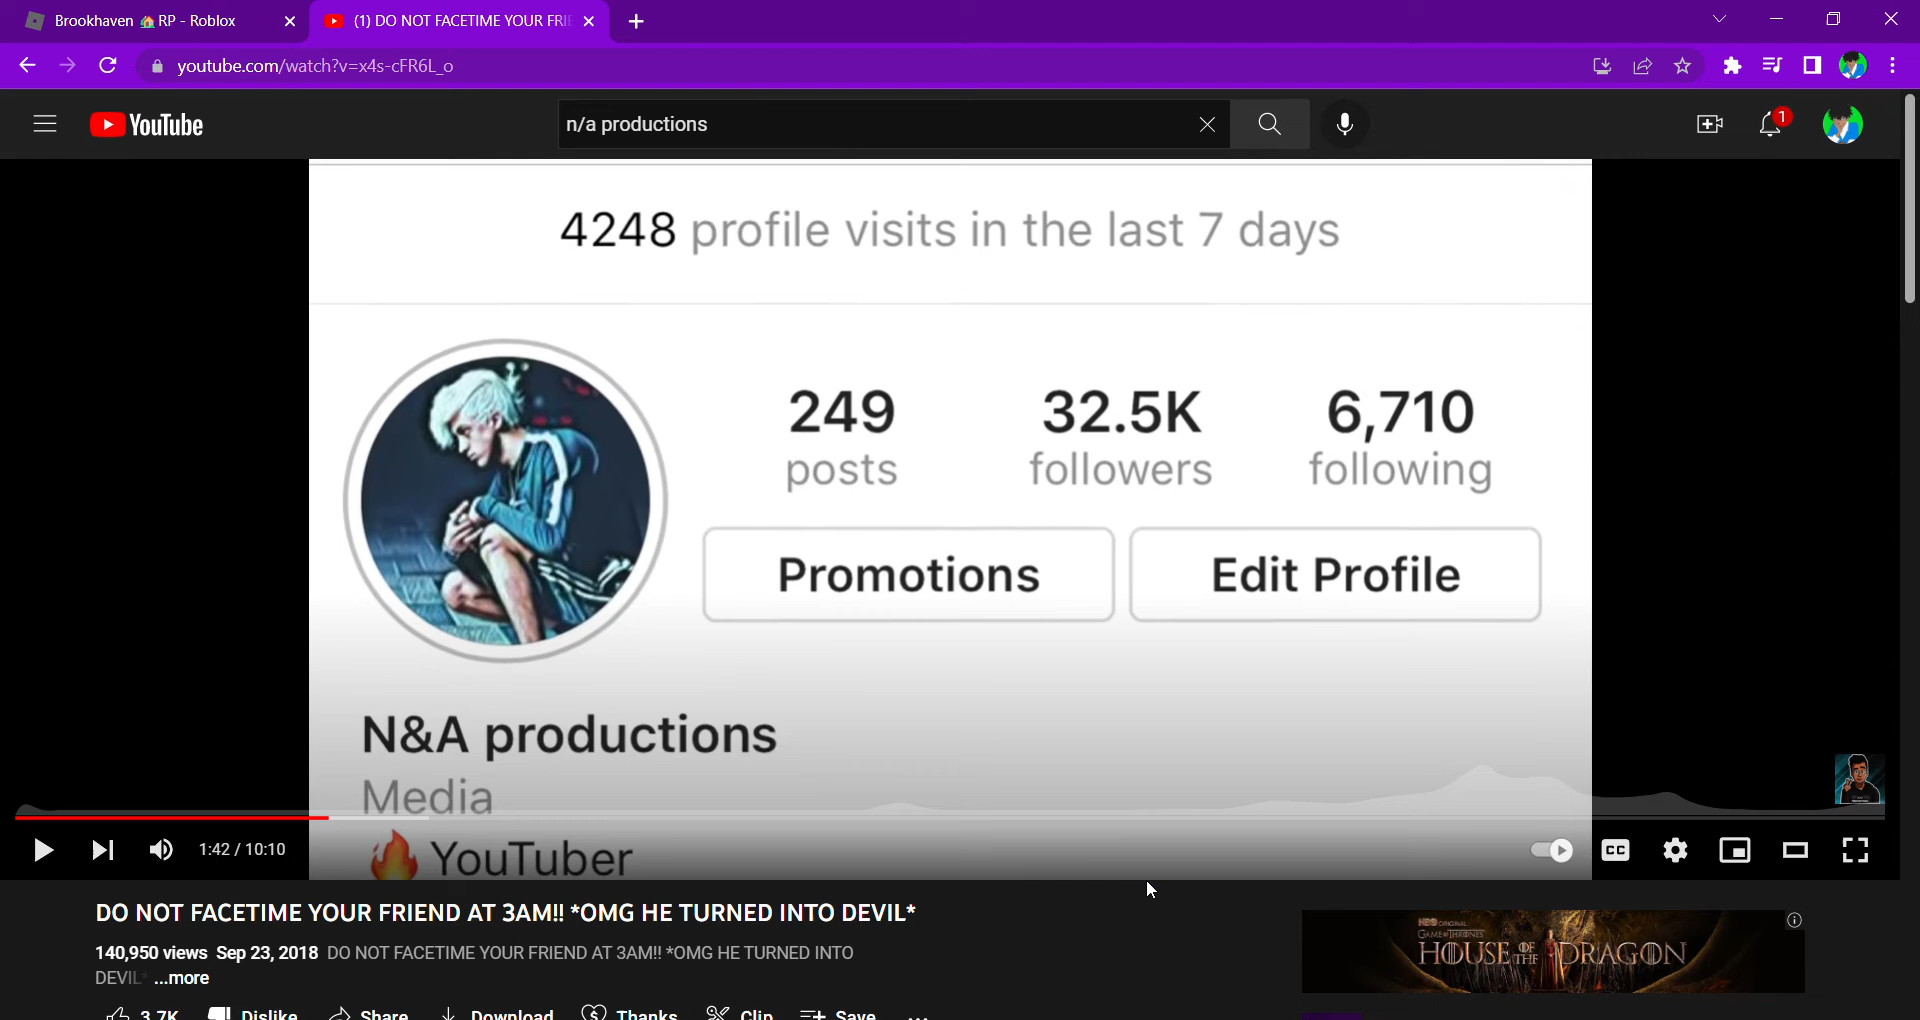 Brookhaven 🏠 RP - Roblox
(1) DO NOT FACETIME YOUR FRIE
youtube.com/watch?v=x4s-cFR6L_o
YouTube
n/a productions
1
4248 profile visits in the last 7 days
249 32.5K 6,710
posts followers following
Promotions Edit Profile
N&A productions
Media
🔥 YouTuber
1:42 / 10:10
CC
DO NOT FACETIME YOUR FRIEND AT 3AM!! *OMG HE TURNED INTO DEVIL*
140,950 views Sep 23, 2018 DO NOT FACETIME YOUR FRIEND AT 3AM!! *OMG HE TURNED INTO
DEVIL* ...more
3.7K Dislike Share Download Thanks Clip Save ...
HBO ORIGINAL
GAME OF THRONES
HOUSE OF THE DRAGON